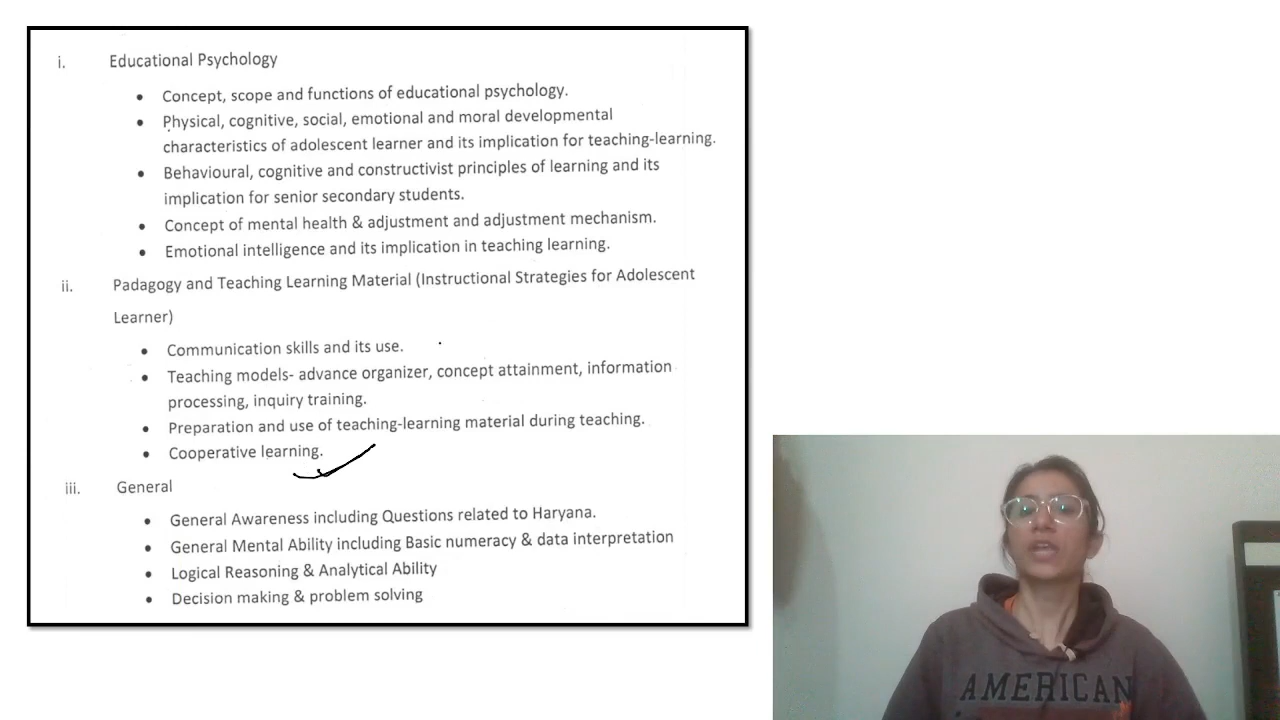 i. Educational Psychology
• Concept, scope and functions of educational psychology.
• Physical, cognitive, social, emotional and moral developmental
characteristics of adolescent learner and its implication for teaching-learning.
• Behavioural, cognitive and constructivist principles of learning and its
implication for senior secondary students.
• Concept of mental health & adjustment and adjustment mechanism.
• Emotional intelligence and its implication in teaching learning.
ii. Padagogy and Teaching Learning Material (Instructional Strategies for Adolescent
Learner)
• Communication skills and its use.
• Teaching models- advance organizer, concept attainment, information
processing, inquiry training.
• Preparation and use of teaching-learning material during teaching.
• Cooperative learning.
iii. General
• General Awareness including Questions related to Haryana.
• General Mental Ability including Basic numeracy & data interpretation
• Logical Reasoning & Analytical Ability
• Decision making & problem solving
AMERICAN